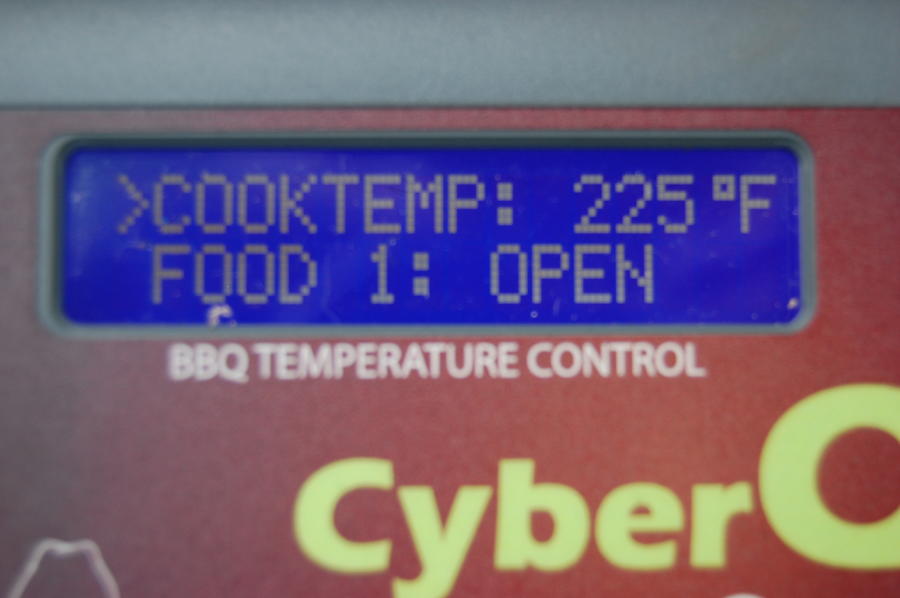 >COOKTEMP: 225°F
FOOD 1: OPEN
BBQ TEMPERATURE CONTROL
Cyber